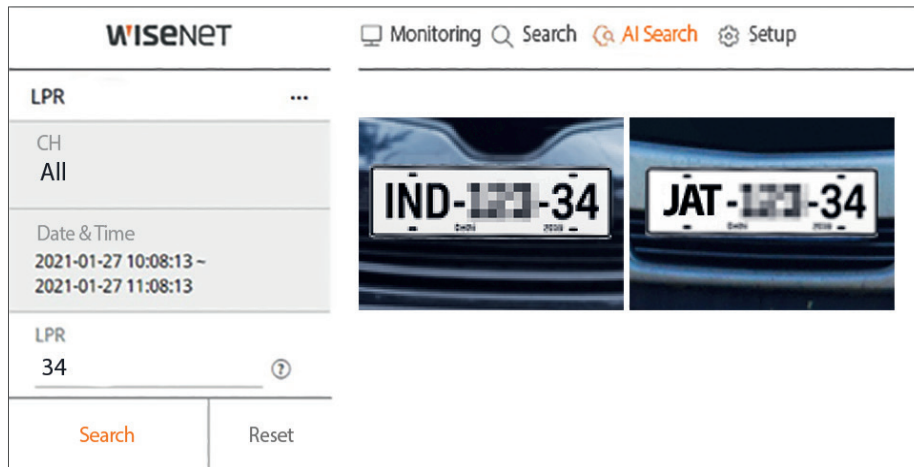 WISENET
Monitoring Search AI Search Setup
LPR ...
CH
All
Date & Time
2021-01-27 10:08:13 ~
2021-01-27 11:08:13
LPR
34 ?
Search Reset
IND- -34
JAT- -34